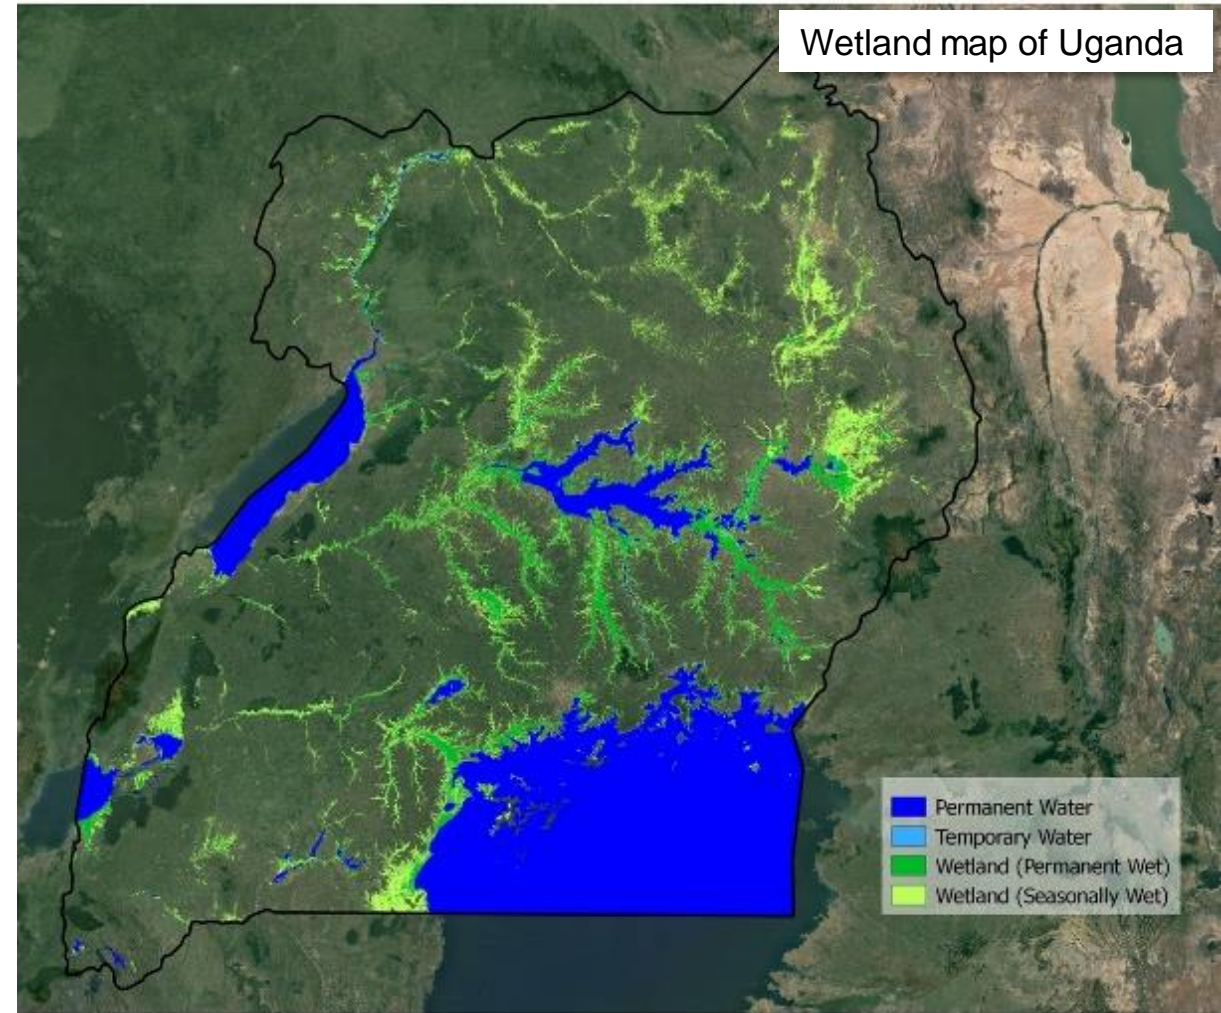 Wetland map of Uganda
Permanent Water
Temporary Water
Wetland (Permanent Wet)
Wetland (Seasonally Wet)